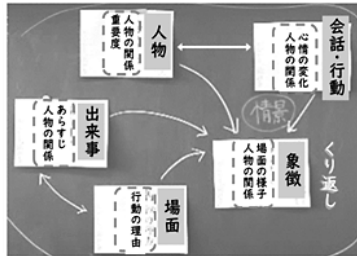 会話・行動
心情の変化
人物の関係
人物
人物の関係
重要度
情景
出来事
あらすじ
人物の関係
くり返し
象徴
場面の様子
人物の関係
場面
行動の理由